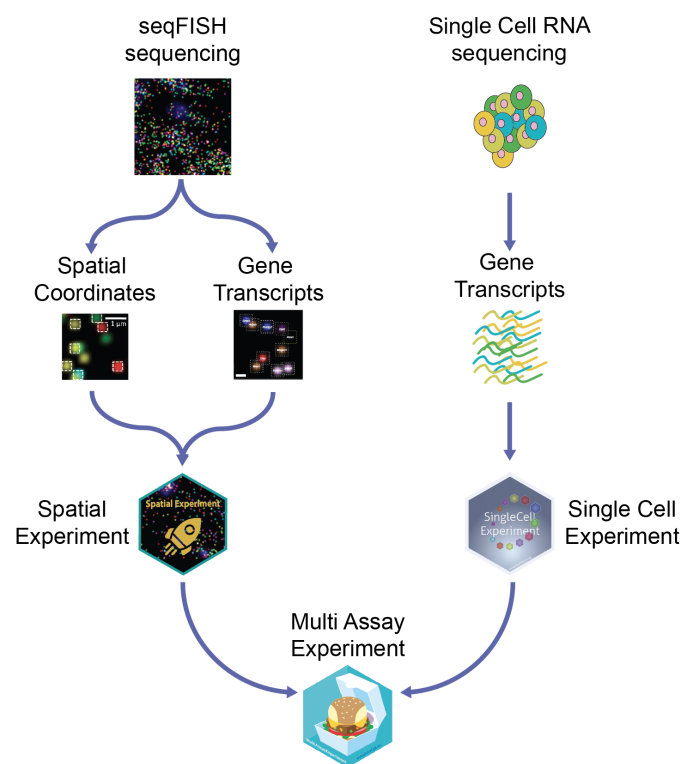 seqFISH
sequencing
Single Cell RNA
sequencing
Spatial
Coordinates
Gene
Transcripts
Gene
Transcripts
1 µm
Spatial
Experiment
Spatial Experiment
SingleCell
Experiment
Single Cell
Experiment
Multi Assay
Experiment